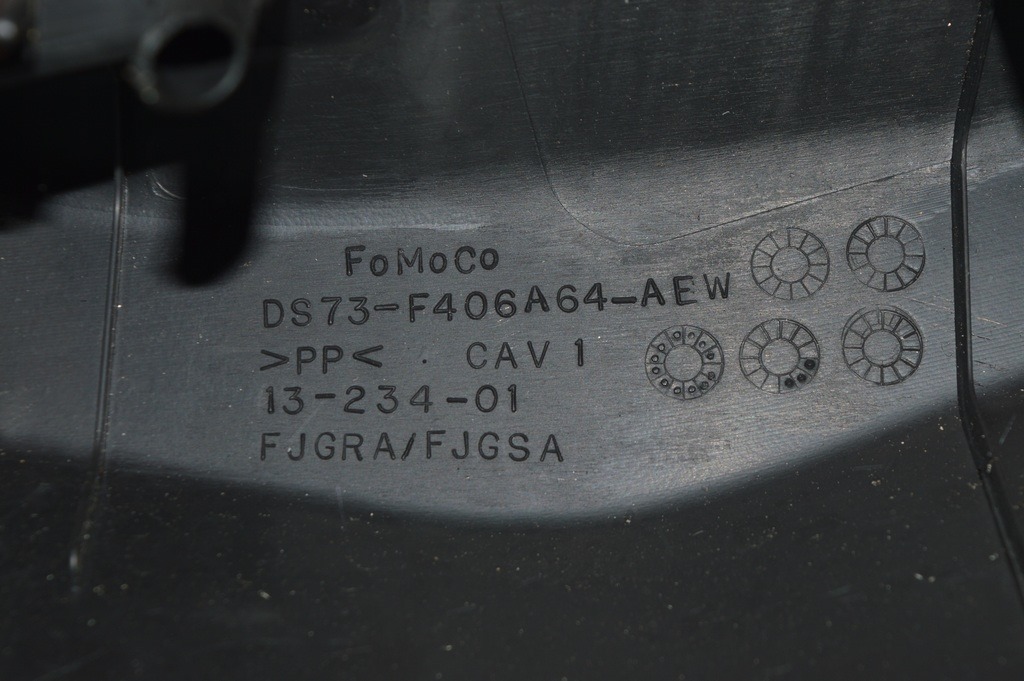 FoMoCo
DS73-F406A64-AEW
>PP< . CAV 1
13-234-01
FJGRA/FJGSA